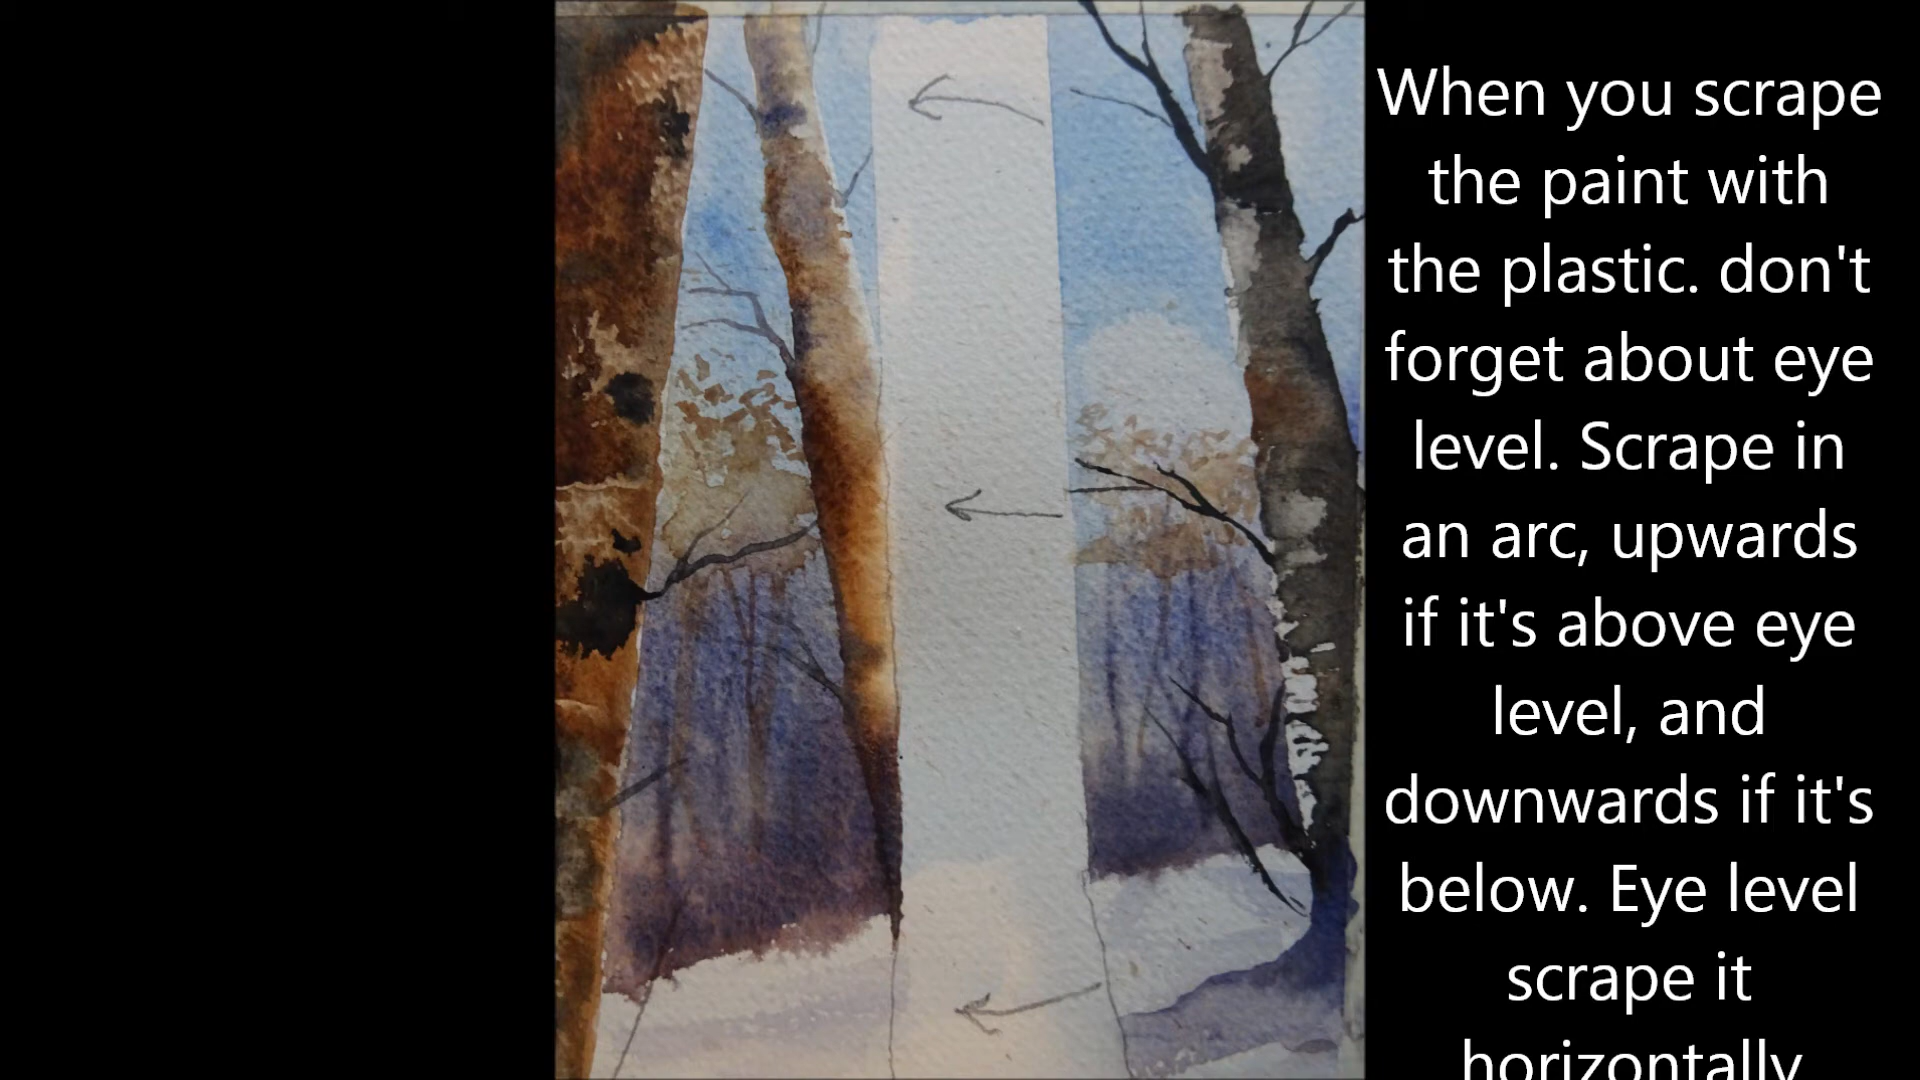 When you scrape
the paint with
the plastic. don't
forget about eye
level. Scrape in
an arc, upwards
if it's above eye
level, and
downwards if it's
below. Eye level
scrape it
horizontally